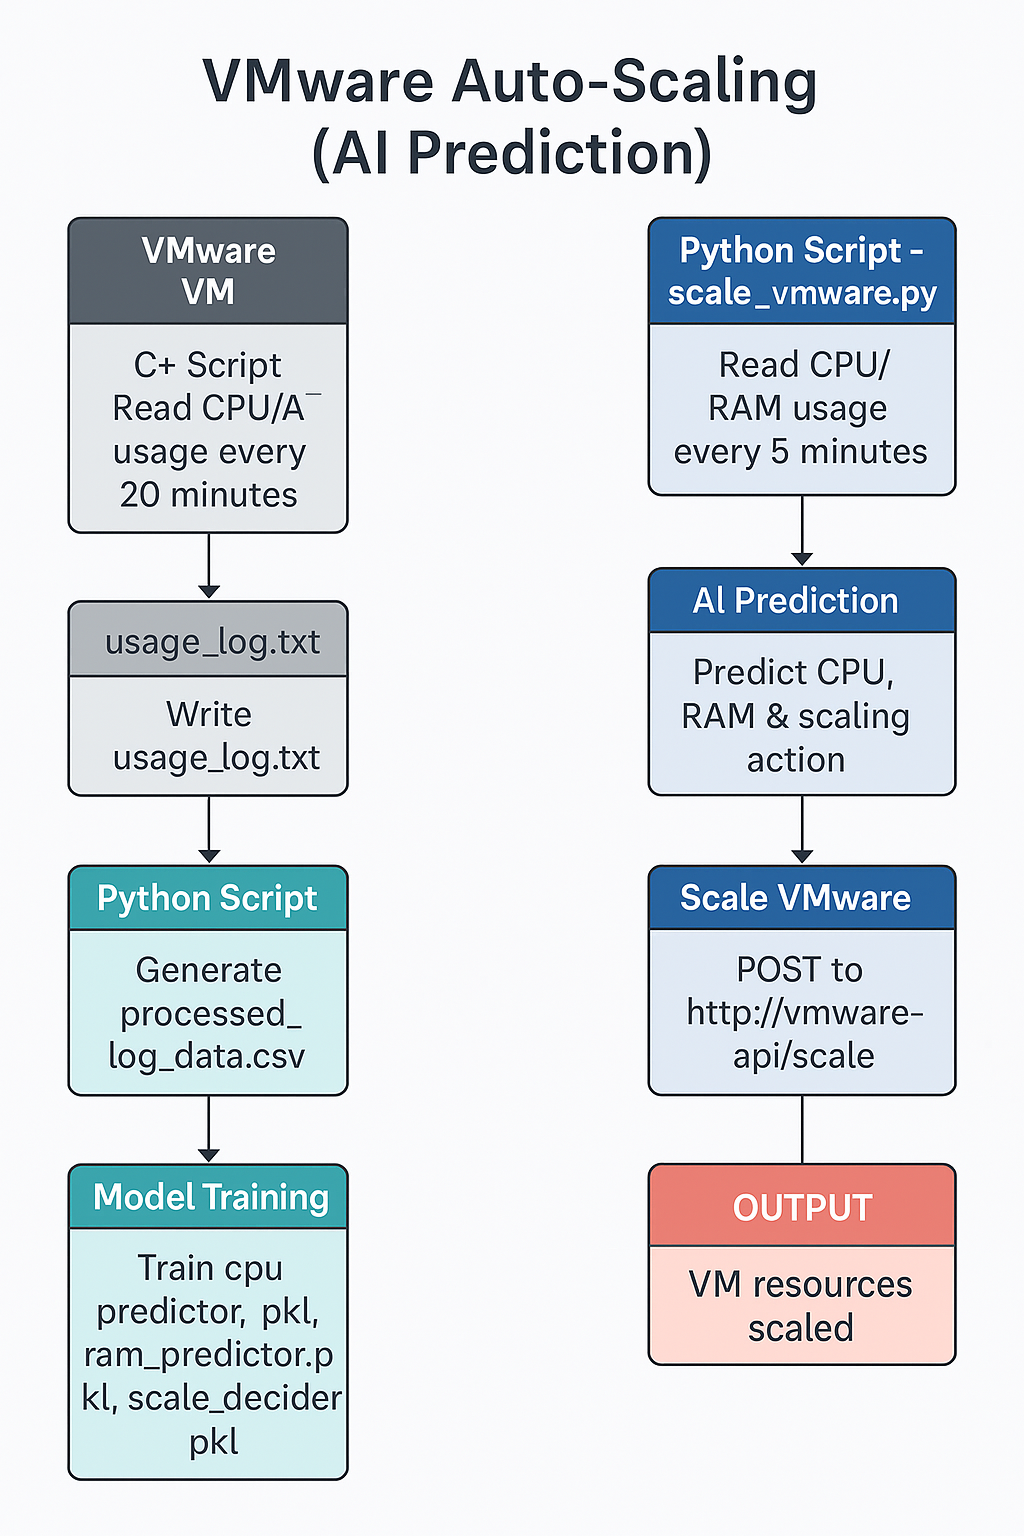 VMware Auto-Scaling
(AI Prediction)
VMware
VM
C+ Script
Read CPU/A¯
usage every
20 minutes
usage_log.txt
Write
usage_log.txt
Python Script
Generate
processed_
log_data.csv
Model Training
Train cpu
predictor, pkl,
ram_predictor.p
kl, scale_decider
pkl
Python Script -
scale_vmware.py
Read CPU/
RAM usage
every 5 minutes
Al Prediction
Predict CPU,
RAM & scaling
action
Scale VMware
POST to
http://vmware-
api/scale
OUTPUT
VM resources
scaled